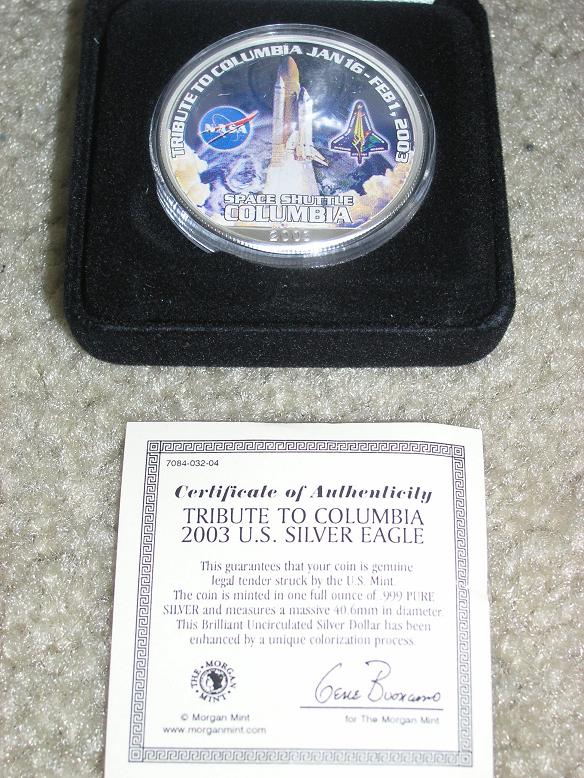 TRIBUTE TO COLUMBIA JAN 16 - FEB 1, 2003
NASA
SPACE SHUTTLE
COLUMBIA
2003
7084-032-04
Certificate of Authenticity
TRIBUTE TO COLUMBIA
2003 U.S. SILVER EAGLE
This guarantees that your coin is genuine
legal tender struck by the U.S. Mint.
The coin is minted in one full ounce of .999 PURE
SILVER and measures a massive 40.6mm in diameter.
This Brilliant Uncirculated Silver Dollar has been
enhanced by a unique colorization process.
THE • MORGAN MINT •
Gene
© Morgan Mint
www.morganmint.com
for The Morgan Mint